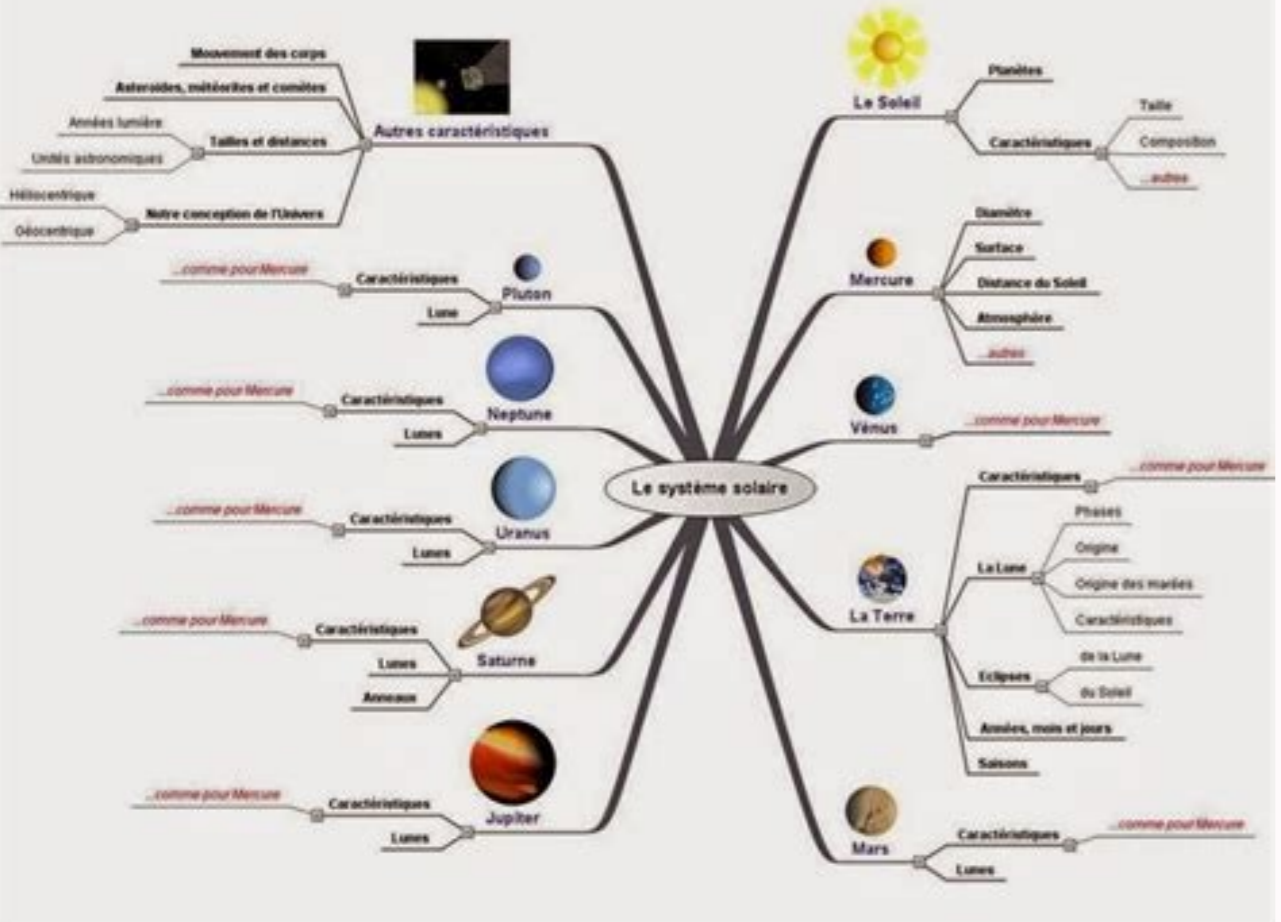 Le système solaire
Le Soleil
Planètes
Caractéristiques
Taille
Composition
...autres
Mercure
Diamètre
Surface
Distance du Soleil
Atmosphère
...autres
Vénus
...comme pour Mercure
La Terre
Caractéristiques
...comme pour Mercure
La Lune
Phases
Origine
Origine des marées
Caractéristiques
Eclipses
de la Lune
du Soleil
Années, mois et jours
Saisons
Mars
Caractéristiques
...comme pour Mercure
Lunes
Autres caractéristiques
Mouvement des corps
Asteroides, météorites et comètes
Tailles et distances
Années lumière
Unités astronomiques
Notre conception de l'Univers
Héliocentrique
Géocentrique
Pluton
Caractéristiques
...comme pour Mercure
Lune
Neptune
Caractéristiques
...comme pour Mercure
Lunes
Uranus
Caractéristiques
...comme pour Mercure
Lunes
Saturne
Caractéristiques
...comme pour Mercure
Lunes
Anneaux
Jupiter
Caractéristiques
...comme pour Mercure
Lunes